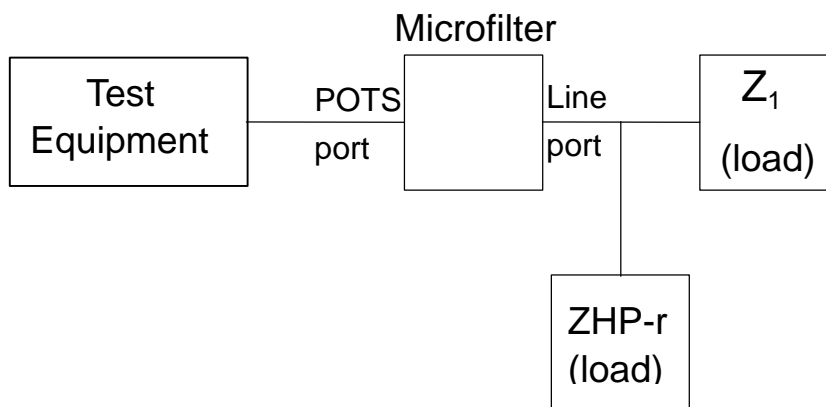 Microfilter
Test
Equipment
POTS
port
Line
port
Z₁
(load)
ZHP-r
(load)